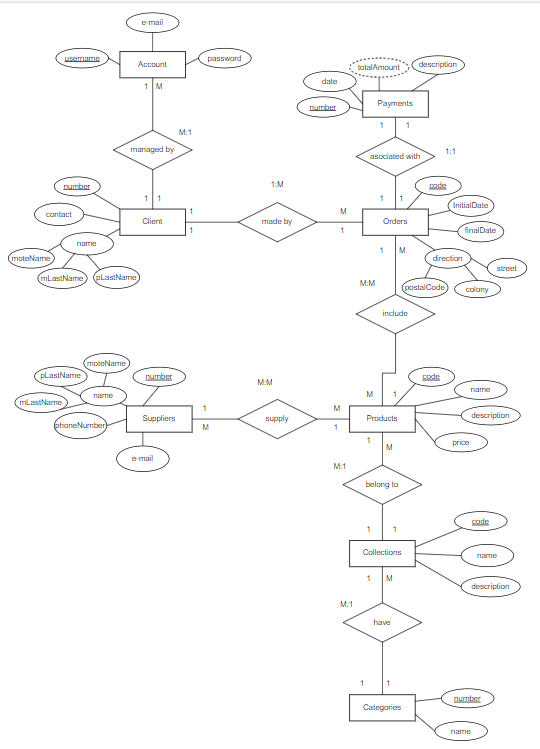 e-mail
username
Account
password
1 M
totalAmount
description
date
number
Payments
1 1
M:1
managed by
asociated with
1:1
1 1
number
contact
Client
name
moteName
mLastName
pLastName
1
1
1:M
made by
M
1
1 1
Orders
code
InitialDate
finalDate
direction
street
postalCode
colony
1 M
M:M
include
M 1
moteName
pLastName
number
name
mLastName
phoneNumber
Suppliers
e-mail
1
M
M:M
supply
M
1
Products
code
name
description
price
1 M
M:1
belong to
1 1
Collections
code
name
description
1 M
M:1
have
1 1
Categories
number
name